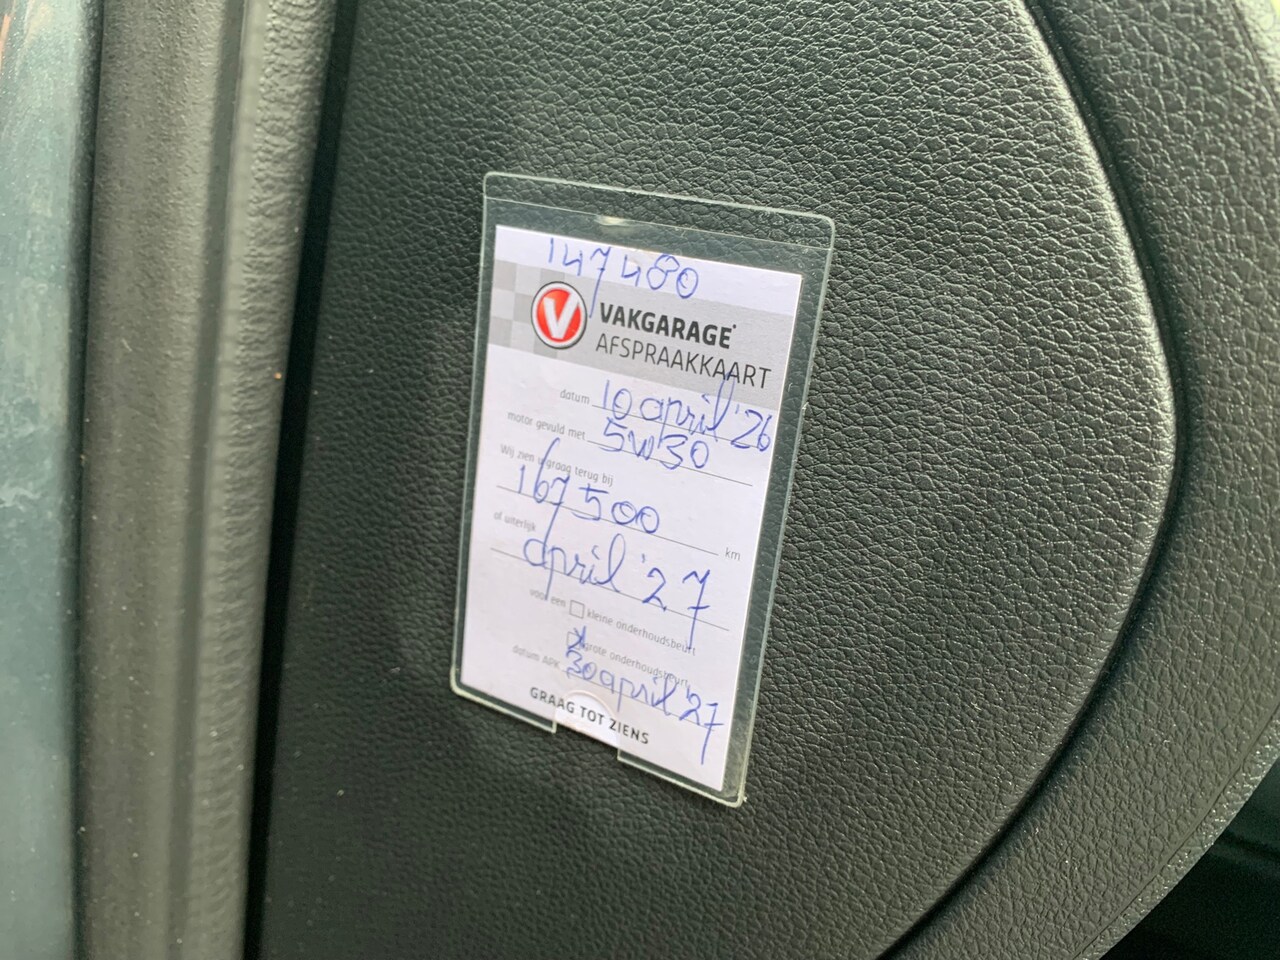 147480
V VAKGARAGE
AFSPRAAKKAART
datum 10 april '26
motor gevuld met 5W30
Wij zien u graag terug bij
167500 km
of uiterlijk
april '27
voor een kleine onderhoudsbeurt
x grote onderhoudsbeurt
datum APK 30 april '27
GRAAG TOT ZIENS